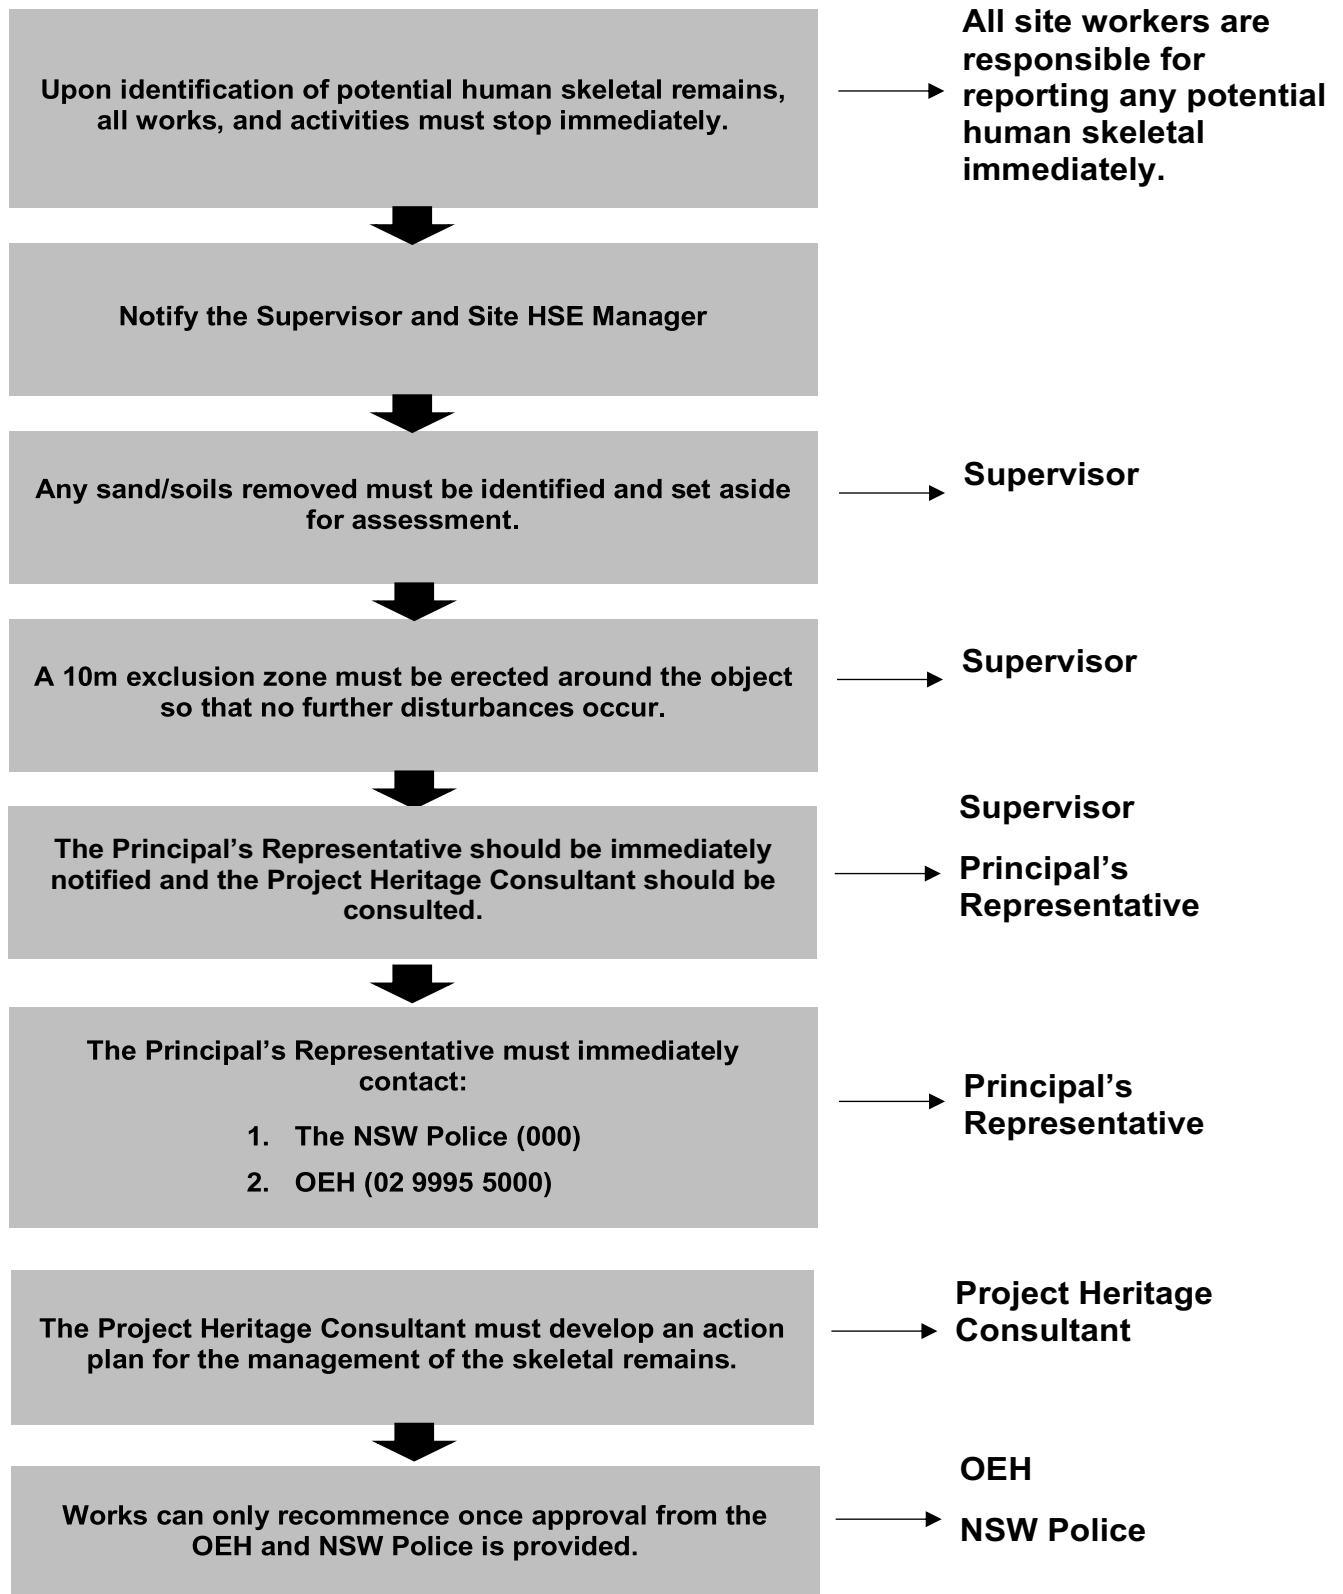 Upon identification of potential human skeletal remains,
all works, and activities must stop immediately.
All site workers are
responsible for
reporting any potential
human skeletal
immediately.
Notify the Supervisor and Site HSE Manager
Any sand/soils removed must be identified and set aside
for assessment.
Supervisor
A 10m exclusion zone must be erected around the object
so that no further disturbances occur.
Supervisor
The Principal’s Representative should be immediately
notified and the Project Heritage Consultant should be
consulted.
Supervisor
Principal’s
Representative
The Principal’s Representative must immediately
contact:
1. The NSW Police (000)
2. OEH (02 9995 5000)
Principal’s
Representative
The Project Heritage Consultant must develop an action
plan for the management of the skeletal remains.
Project Heritage
Consultant
Works can only recommence once approval from the
OEH and NSW Police is provided.
OEH
NSW Police